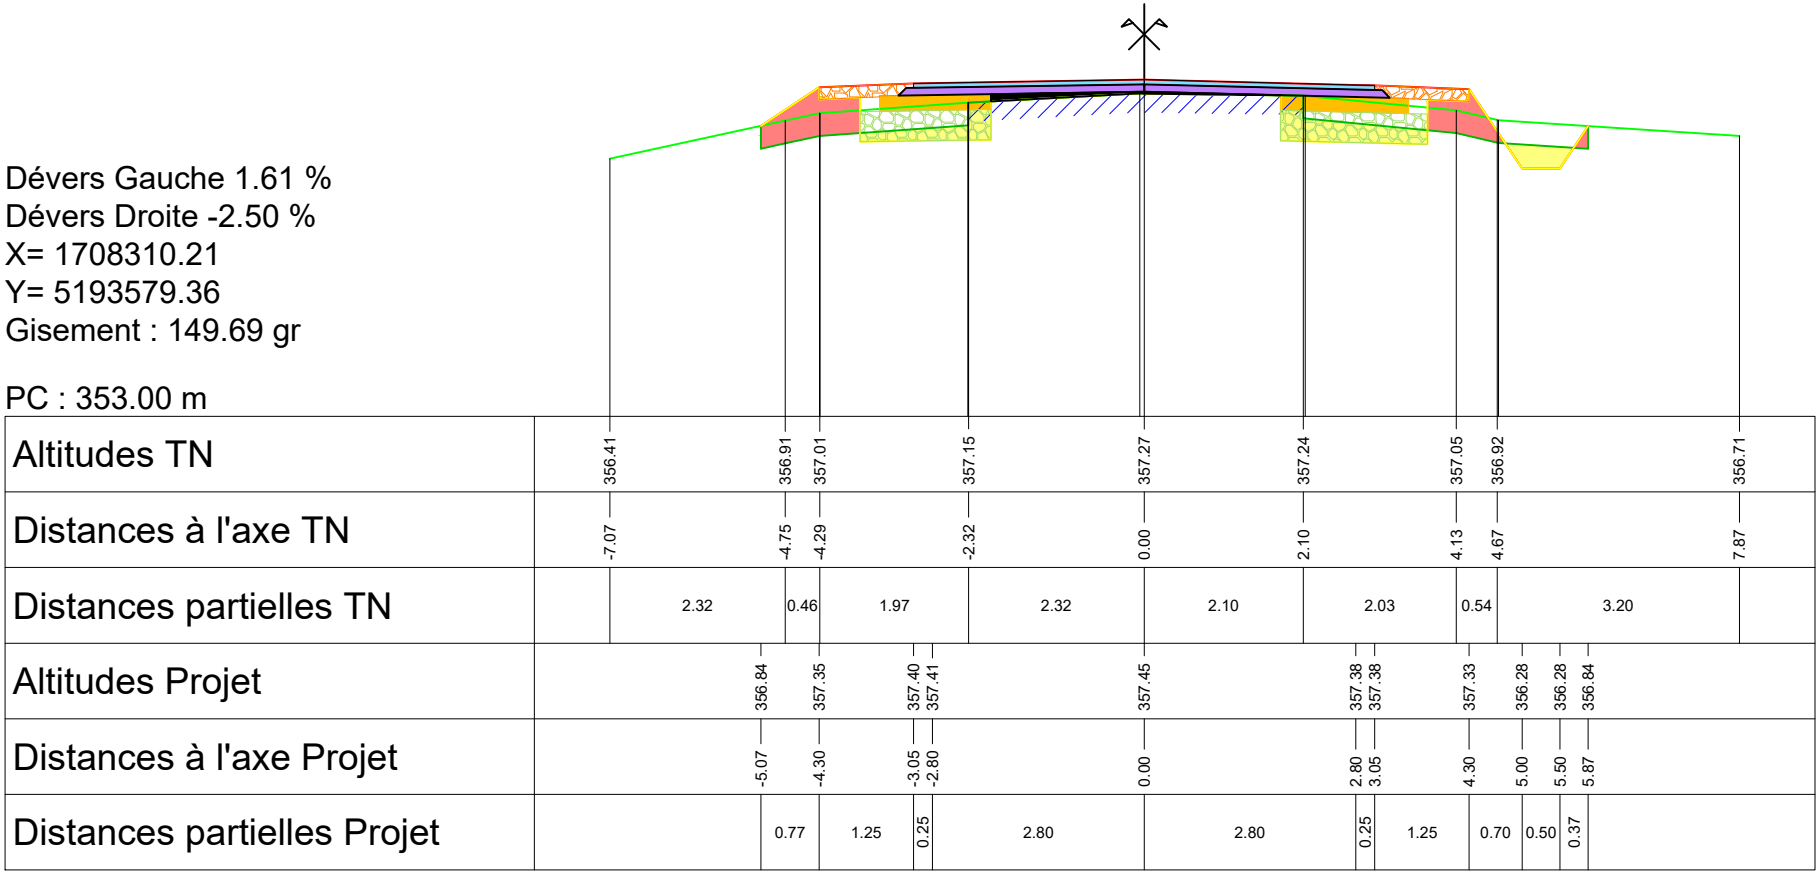 Dévers Gauche 1.61 %
Dévers Droite -2.50 %
X= 1708310.21
Y= 5193579.36
Gisement : 149.69 gr
PC : 353.00 m
Altitudes TN 356.41 356.91 357.01 357.15 357.27 357.24 357.05 356.92 356.71
Distances à l'axe TN -7.07 -4.75 -4.29 -2.32 0.00 2.10 4.13 4.67 7.87
Distances partielles TN 2.32 0.46 1.97 2.32 2.10 2.03 0.54 3.20
Altitudes Projet 356.84 357.35 357.40 357.41 357.45 357.38 357.38 357.33 356.28 356.28 356.84
Distances à l'axe Projet -5.07 -4.30 -3.05 -2.80 0.00 2.80 3.05 4.30 5.00 5.50 5.87
Distances partielles Projet 0.77 1.25 0.25 2.80 2.80 0.25 1.25 0.70 0.50 0.37